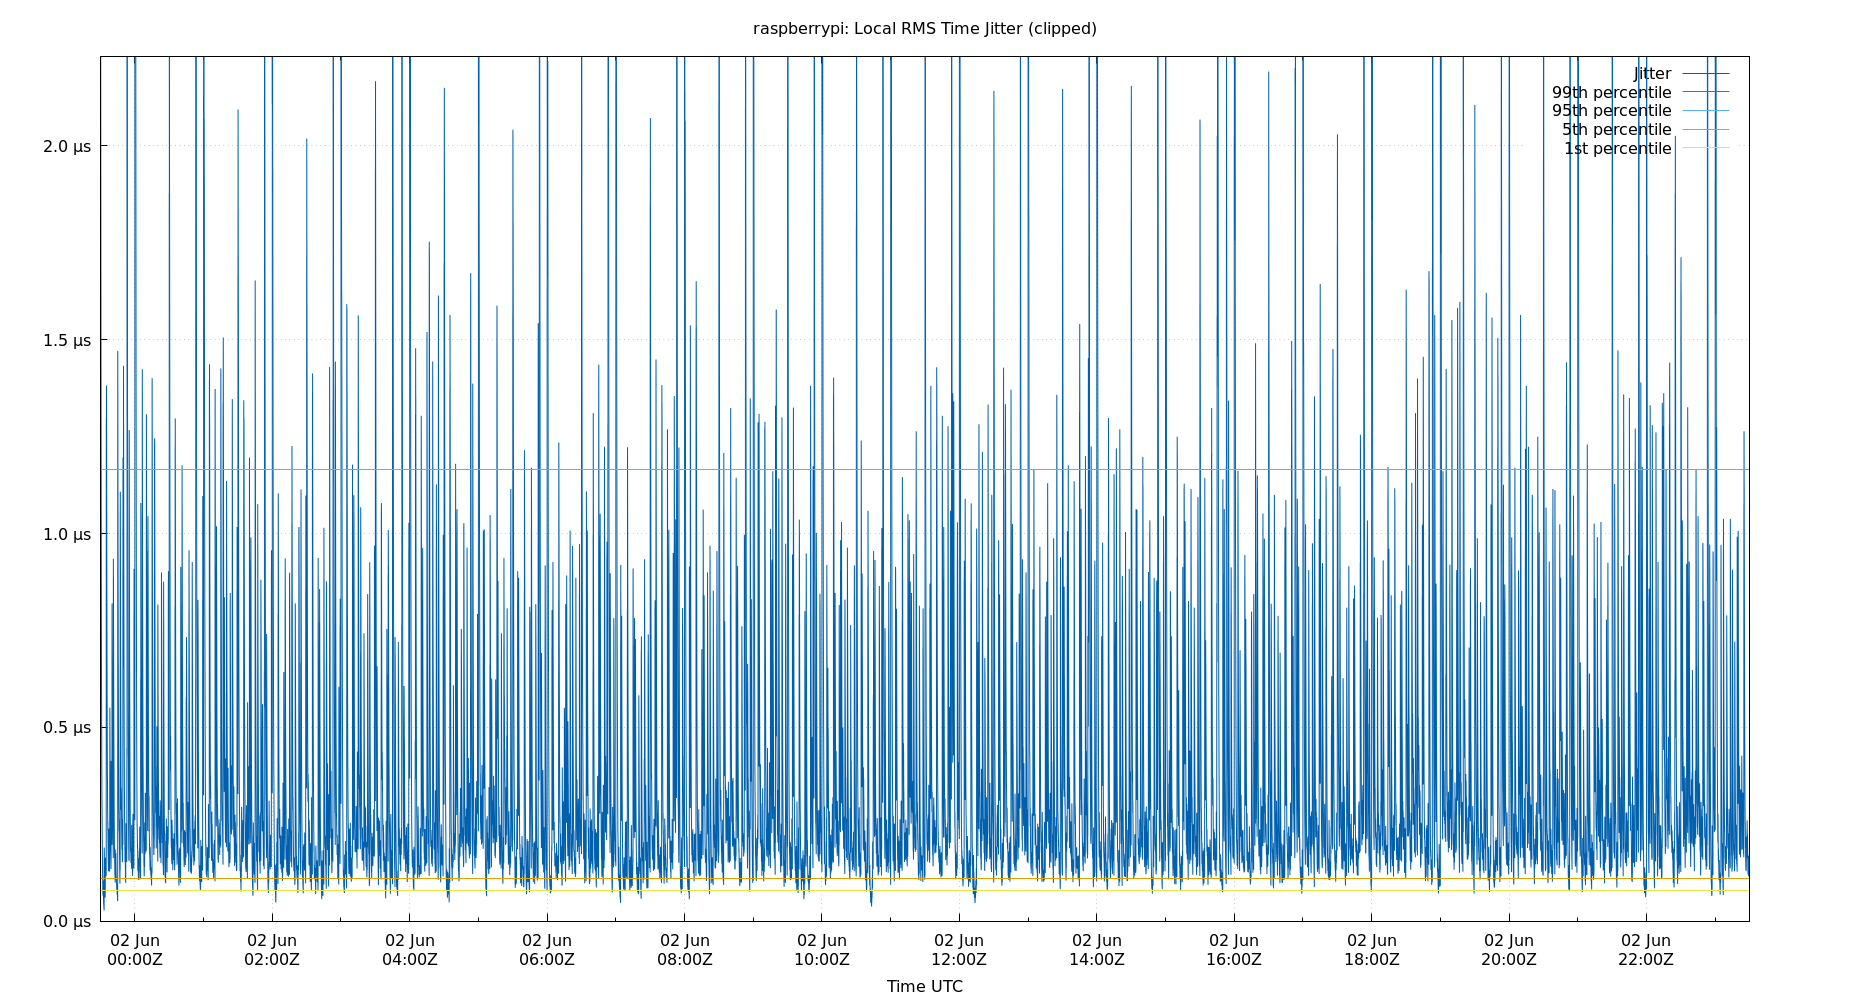 raspberrypi: Local RMS Time Jitter (clipped)
Jitter
99th percentile
95th percentile
5th percentile
1st percentile
2.0 µs
1.5 µs
1.0 µs
0.5 µs
0.0 µs
02 Jun 02 Jun 02 Jun 02 Jun 02 Jun 02 Jun 02 Jun 02 Jun 02 Jun 02 Jun 02 Jun 02 Jun
00:00Z 02:00Z 04:00Z 06:00Z 08:00Z 10:00Z 12:00Z 14:00Z 16:00Z 18:00Z 20:00Z 22:00Z
Time UTC